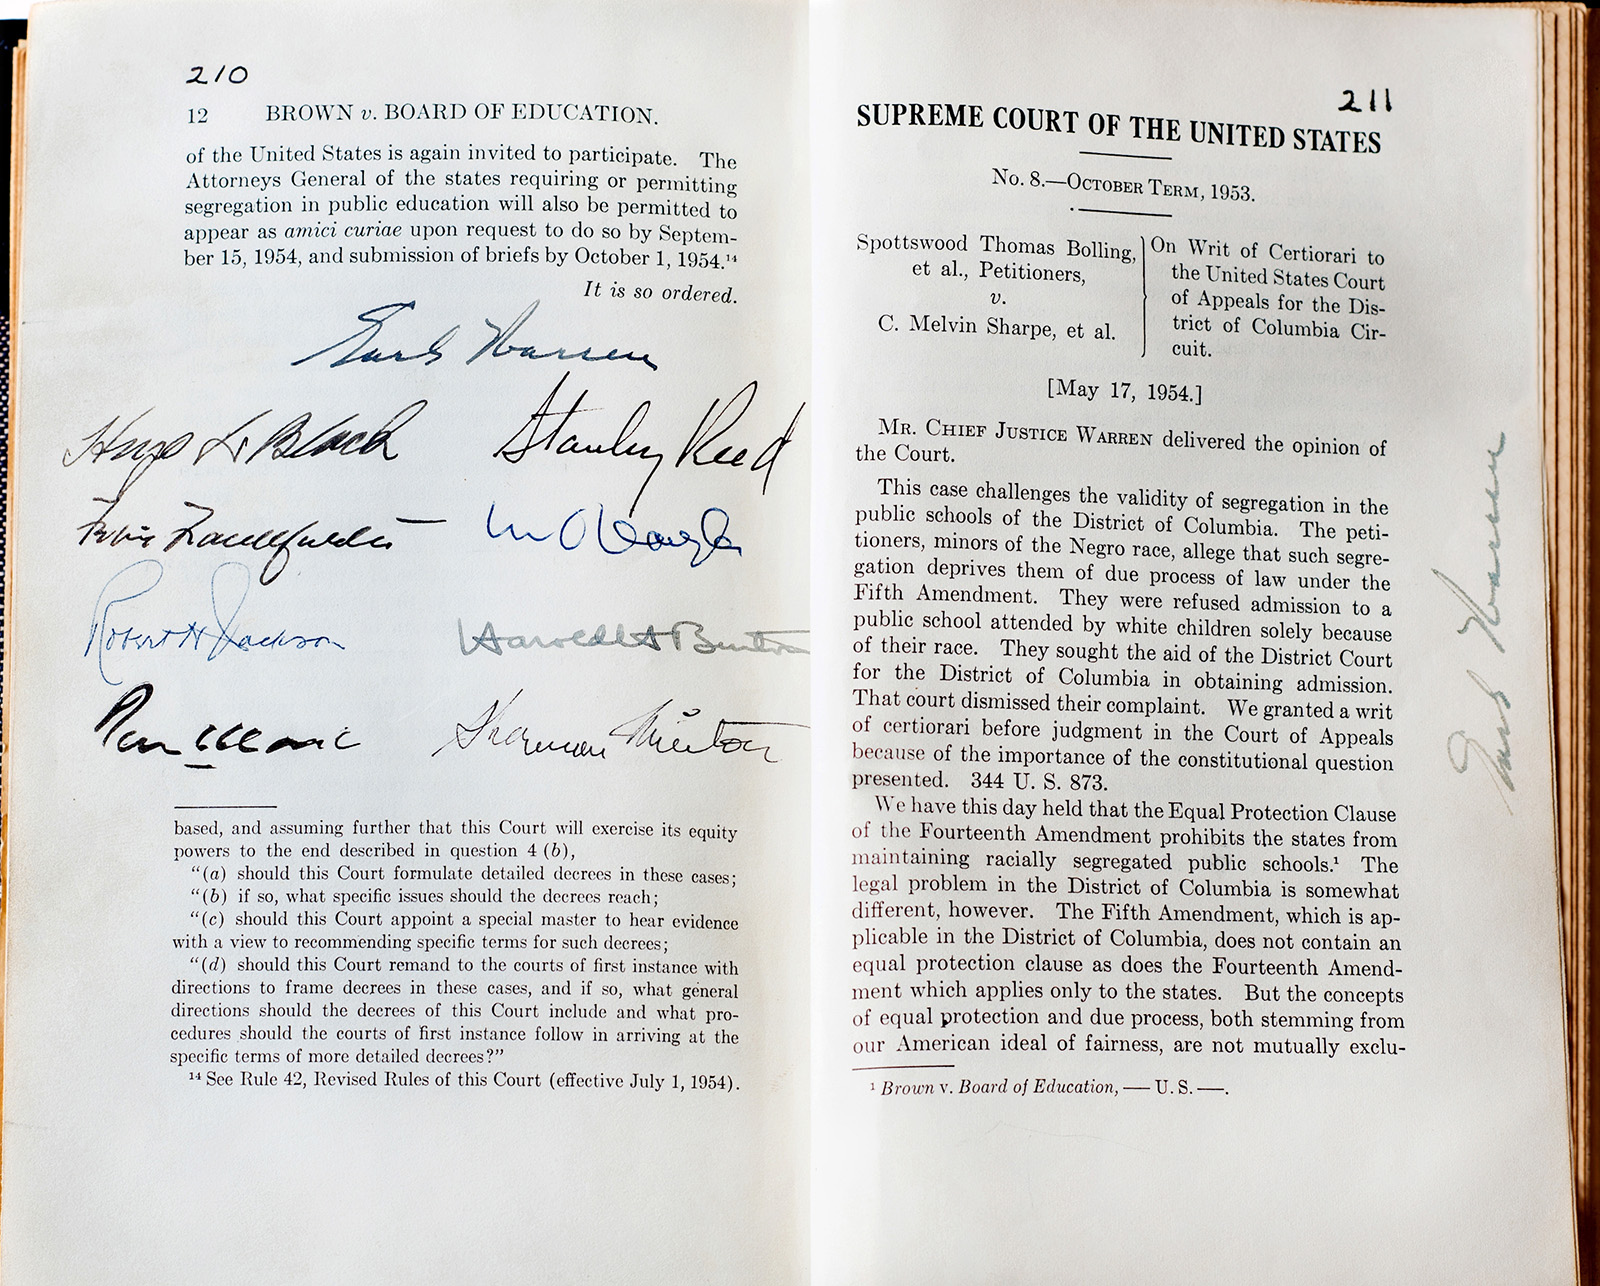 210
12 BROWN v. BOARD OF EDUCATION.
of the United States is again invited to participate. The
Attorneys General of the states requiring or permitting
segregation in public education will also be permitted to
appear as amici curiae upon request to do so by Septem-
ber 15, 1954, and submission of briefs by October 1, 1954.¹⁴
It is so ordered.
Earl Warren
Hugo L Black Stanley Reed
Felix Frankfurter Wm O Douglas
Robert H Jackson Harold H Burton
Tom C Clark Sherman Minton
based, and assuming further that this Court will exercise its equity
powers to the end described in question 4 (b),
"(a) should this Court formulate detailed decrees in these cases;
"(b) if so, what specific issues should the decrees reach;
"(c) should this Court appoint a special master to hear evidence
with a view to recommending specific terms for such decrees;
"(d) should this Court remand to the courts of first instance with
directions to frame decrees in these cases, and if so, what general
directions should the decrees of this Court include and what pro-
cedures should the courts of first instance follow in arriving at the
specific terms of more detailed decrees?"
¹⁴ See Rule 42, Revised Rules of this Court (effective July 1, 1954).
211
SUPREME COURT OF THE UNITED STATES
No. 8.—October Term, 1953.
Spottswood Thomas Bolling,
et al., Petitioners,
v.
C. Melvin Sharpe, et al.
On Writ of Certiorari to
the United States Court
of Appeals for the Dis-
trict of Columbia Cir-
cuit.
[May 17, 1954.]
Mr. Chief Justice Warren delivered the opinion of
the Court.
This case challenges the validity of segregation in the
public schools of the District of Columbia. The peti-
tioners, minors of the Negro race, allege that such segre-
gation deprives them of due process of law under the
Fifth Amendment. They were refused admission to a
public school attended by white children solely because
of their race. They sought the aid of the District Court
for the District of Columbia in obtaining admission.
That court dismissed their complaint. We granted a writ
of certiorari before judgment in the Court of Appeals
because of the importance of the constitutional question
presented. 344 U. S. 873.
We have this day held that the Equal Protection Clause
of the Fourteenth Amendment prohibits the states from
maintaining racially segregated public schools.¹ The
legal problem in the District of Columbia is somewhat
different, however. The Fifth Amendment, which is ap-
plicable in the District of Columbia, does not contain an
equal protection clause as does the Fourteenth Amend-
ment which applies only to the states. But the concepts
of equal protection and due process, both stemming from
our American ideal of fairness, are not mutually exclu-
¹ Brown v. Board of Education, — U. S. —.
Earl Warren